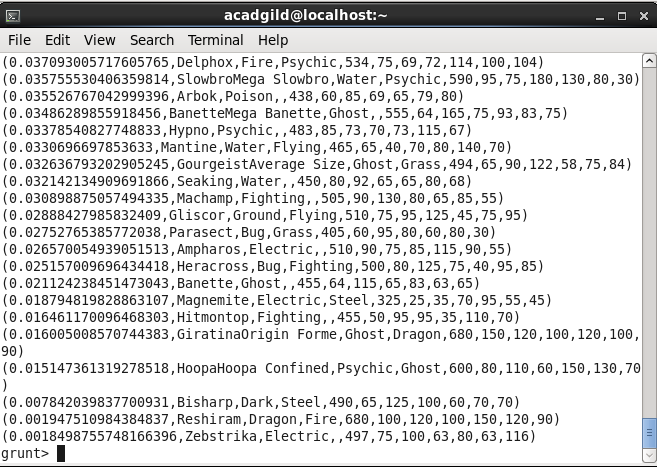 acadgild@localhost:~
File Edit View Search Terminal Help
(0.037093005717605765,Delphox,Fire,Psychic,534,75,69,72,114,100,104)
(0.035755530406359814,SlowbroMega Slowbro,Water,Psychic,590,95,75,180,130,80,30)
(0.035526767042999396,Arbok,Poison,,438,60,85,69,65,79,80)
(0.03486289855918456,BanetteMega Banette,Ghost,,555,64,165,75,93,83,75)
(0.03378540827748833,Hypno,Psychic,,483,85,73,70,73,115,67)
(0.0330696697853633,Mantine,Water,Flying,465,65,40,70,80,140,70)
(0.032636793202905245,GourgeistAverage Size,Ghost,Grass,494,65,90,122,58,75,84)
(0.032142134909691866,Seaking,Water,,450,80,92,65,65,80,68)
(0.030898875057494335,Machamp,Fighting,,505,90,130,80,65,85,55)
(0.02888427985832409,Gliscor,Ground,Flying,510,75,95,125,45,75,95)
(0.02752765385772038,Parasect,Bug,Grass,405,60,95,80,60,80,30)
(0.026570054939051513,Ampharos,Electric,,510,90,75,85,115,90,55)
(0.025157009696434418,Heracross,Bug,Fighting,500,80,125,75,40,95,85)
(0.021124238451473043,Banette,Ghost,,455,64,115,65,83,63,65)
(0.018794819828863107,Magnemite,Electric,Steel,325,25,35,70,95,55,45)
(0.016461170096468303,Hitmontop,Fighting,,455,50,95,95,35,110,70)
(0.016005008570744383,GiratinaOrigin Forme,Ghost,Dragon,680,150,120,100,120,100,
90)
(0.015147361319278518,HoopaHoopa Confined,Psychic,Ghost,600,80,110,60,150,130,70
)
(0.007842039837700931,Bisharp,Dark,Steel,490,65,125,100,60,70,70)
(0.001947510984384837,Reshiram,Dragon,Fire,680,100,120,100,150,120,90)
(0.0018498755748166396,Zebstrika,Electric,,497,75,100,63,80,63,116)
grunt>